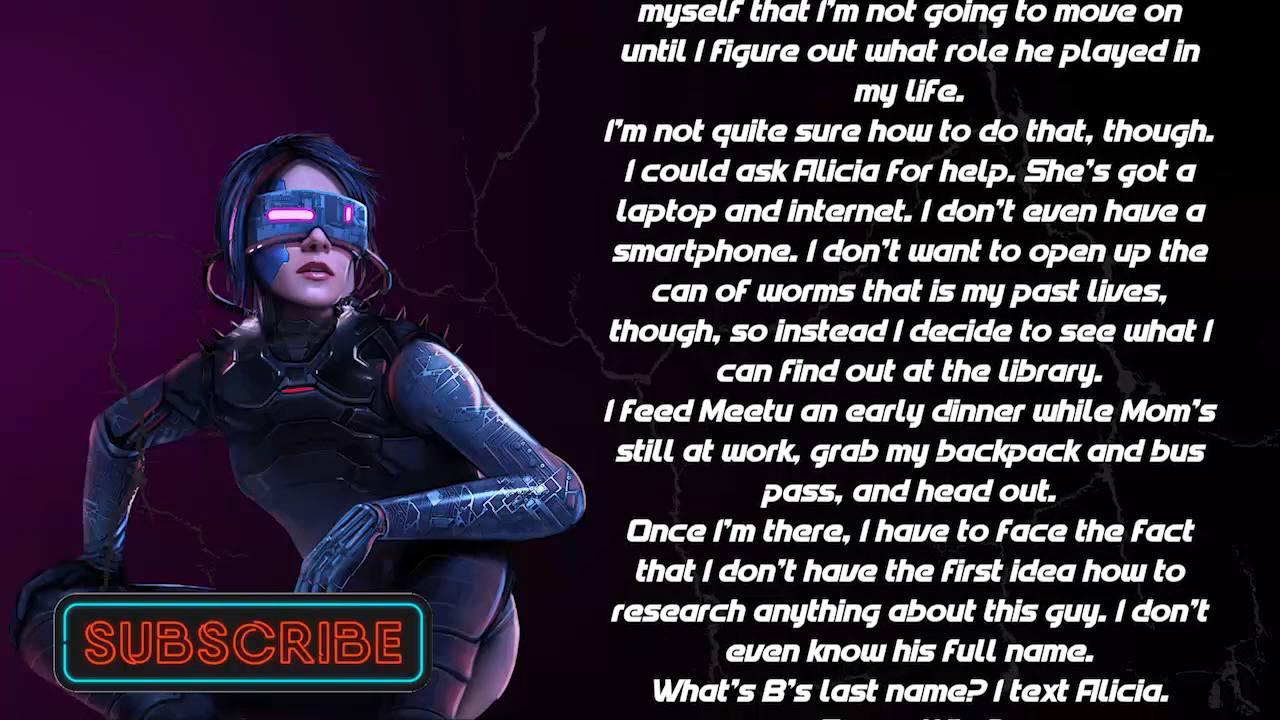 myself that I'm not going to move on
until I figure out what role he played in
my life.
I'm not quite sure how to do that, though.
I could ask Alicia for help. She's got a
laptop and internet. I don't even have a
smartphone. I don't want to open up the
can of worms that is my past lives,
though, so instead I decide to see what I
can find out at the library.
I feed Meetu an early dinner while Mom's
still at work, grab my backpack and bus
pass, and head out.
Once I'm there, I have to face the fact
that I don't have the first idea how to
research anything about this guy. I don't
even know his full name.
What's B's last name? I text Alicia.
SUBSCRIBE